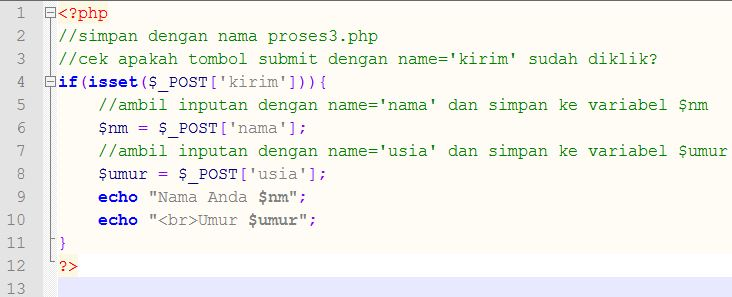 1 <?php
2 //simpan dengan nama proses3.php
3 //cek apakah tombol submit dengan name='kirim' sudah diklik?
4 if(isset($_POST['kirim'])){
5 //ambil inputan dengan name='nama' dan simpan ke variabel $nm
6 $nm = $_POST['nama'];
7 //ambil inputan dengan name='usia' dan simpan ke variabel $umur
8 $umur = $_POST['usia'];
9 echo "Nama Anda $nm";
10 echo "<br>Umur $umur";
11 }
12 ?>
13